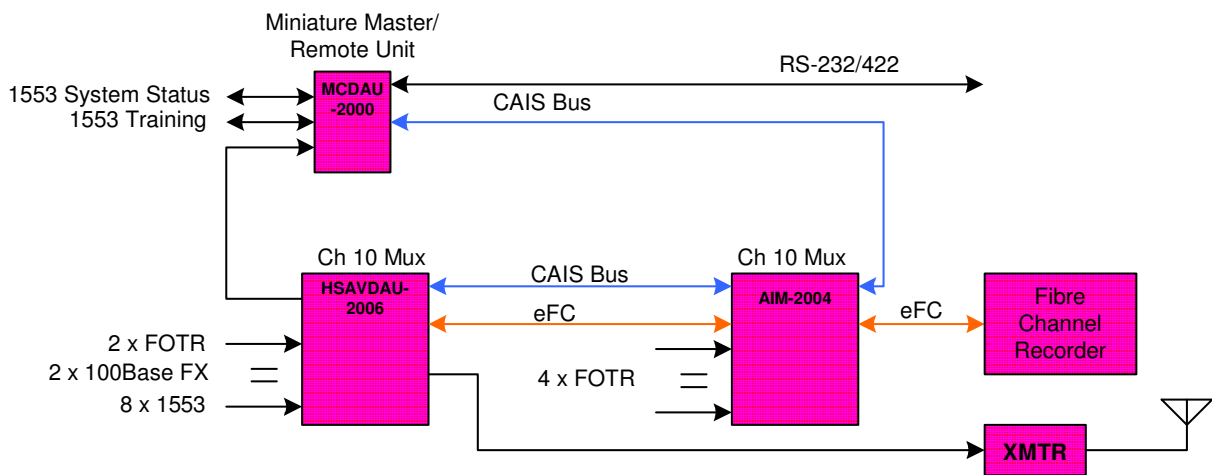 Miniature Master/
Remote Unit
RS-232/422
MCDAU
-2000
1553 System Status
1553 Training
CAIS Bus
Ch 10 Mux
Ch 10 Mux
HSAVDAU-
2006
CAIS Bus
AIM-2004
eFC
eFC
Fibre
Channel
Recorder
2 x FOTR
2 x 100Base FX
8 x 1553
4 x FOTR
XMTR